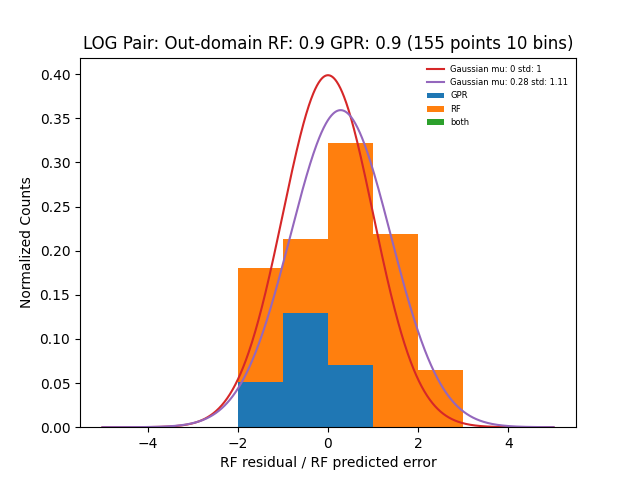 LOG Pair: Out-domain RF: 0.9 GPR: 0.9 (155 points 10 bins)
Gaussian mu: 0 std: 1
Gaussian mu: 0.28 std: 1.11
GPR
RF
both
Normalized Counts
0.40
0.35
0.30
0.25
0.20
0.15
0.10
0.05
0.00
−4
−2
0
2
4
RF residual / RF predicted error